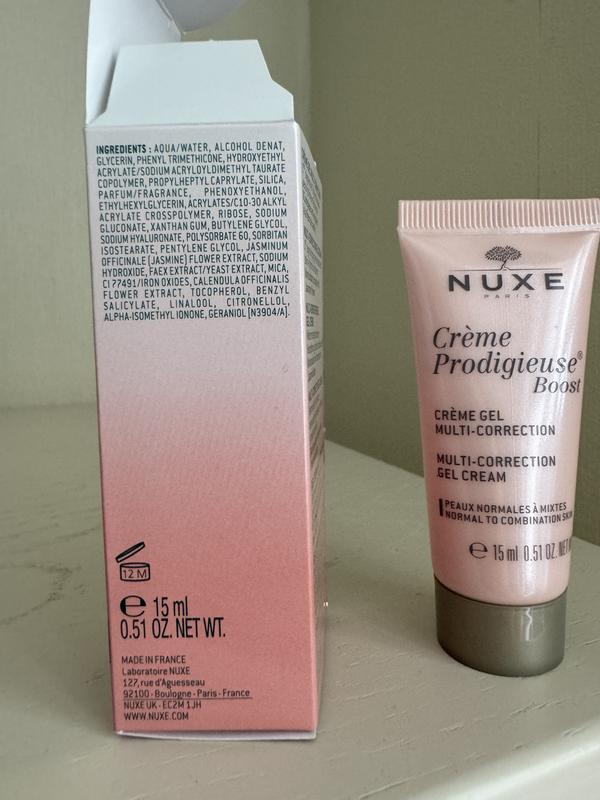 INGREDIENTS : AQUA/WATER, ALCOHOL DENAT,
GLYCERIN, PHENYL TRIMETHICONE, HYDROXYETHYL
ACRYLATE/SODIUM ACRYLOYLDIMETHYL TAURATE
COPOLYMER, PROPYLHEPTYL CAPRYLATE, SILICA,
PARFUM/FRAGRANCE, PHENOXYETHANOL,
ETHYLHEXYLGLYCERIN, ACRYLATES/C10-30 ALKYL
ACRYLATE CROSSPOLYMER, RIBOSE, SODIUM
GLUCONATE, XANTHAN GUM, BUTYLENE GLYCOL,
SODIUM HYALURONATE, POLYSORBATE 60, SORBITAN
ISOSTEARATE, PENTYLENE GLYCOL, JASMINUM
OFFICINALE (JASMINE) FLOWER EXTRACT, SODIUM
HYDROXIDE, FAEX EXTRACT/YEAST EXTRACT, MICA,
CI 77491/IRON OXIDES, CALENDULA OFFICINALIS
FLOWER EXTRACT, TOCOPHEROL, BENZYL
SALICYLATE, LINALOOL, CITRONELLOL,
ALPHA-ISOMETHYL IONONE, GERANIOL [N3904/A].
12 M
e 15 ml
0.51 OZ. NET WT.
MADE IN FRANCE
Laboratoire NUXE
127, rue d'Aguesseau
92100 - Boulogne - Paris - France
NUXE UK - EC2M 1JH
WWW.NUXE.COM
NUXE
PARIS
Crème
Prodigieuse®
Boost
CRÈME GEL
MULTI-CORRECTION
MULTI-CORRECTION
GEL CREAM
PEAUX NORMALES À MIXTES
NORMAL TO COMBINATION SKIN
e 15 ml 0.51 OZ. NET